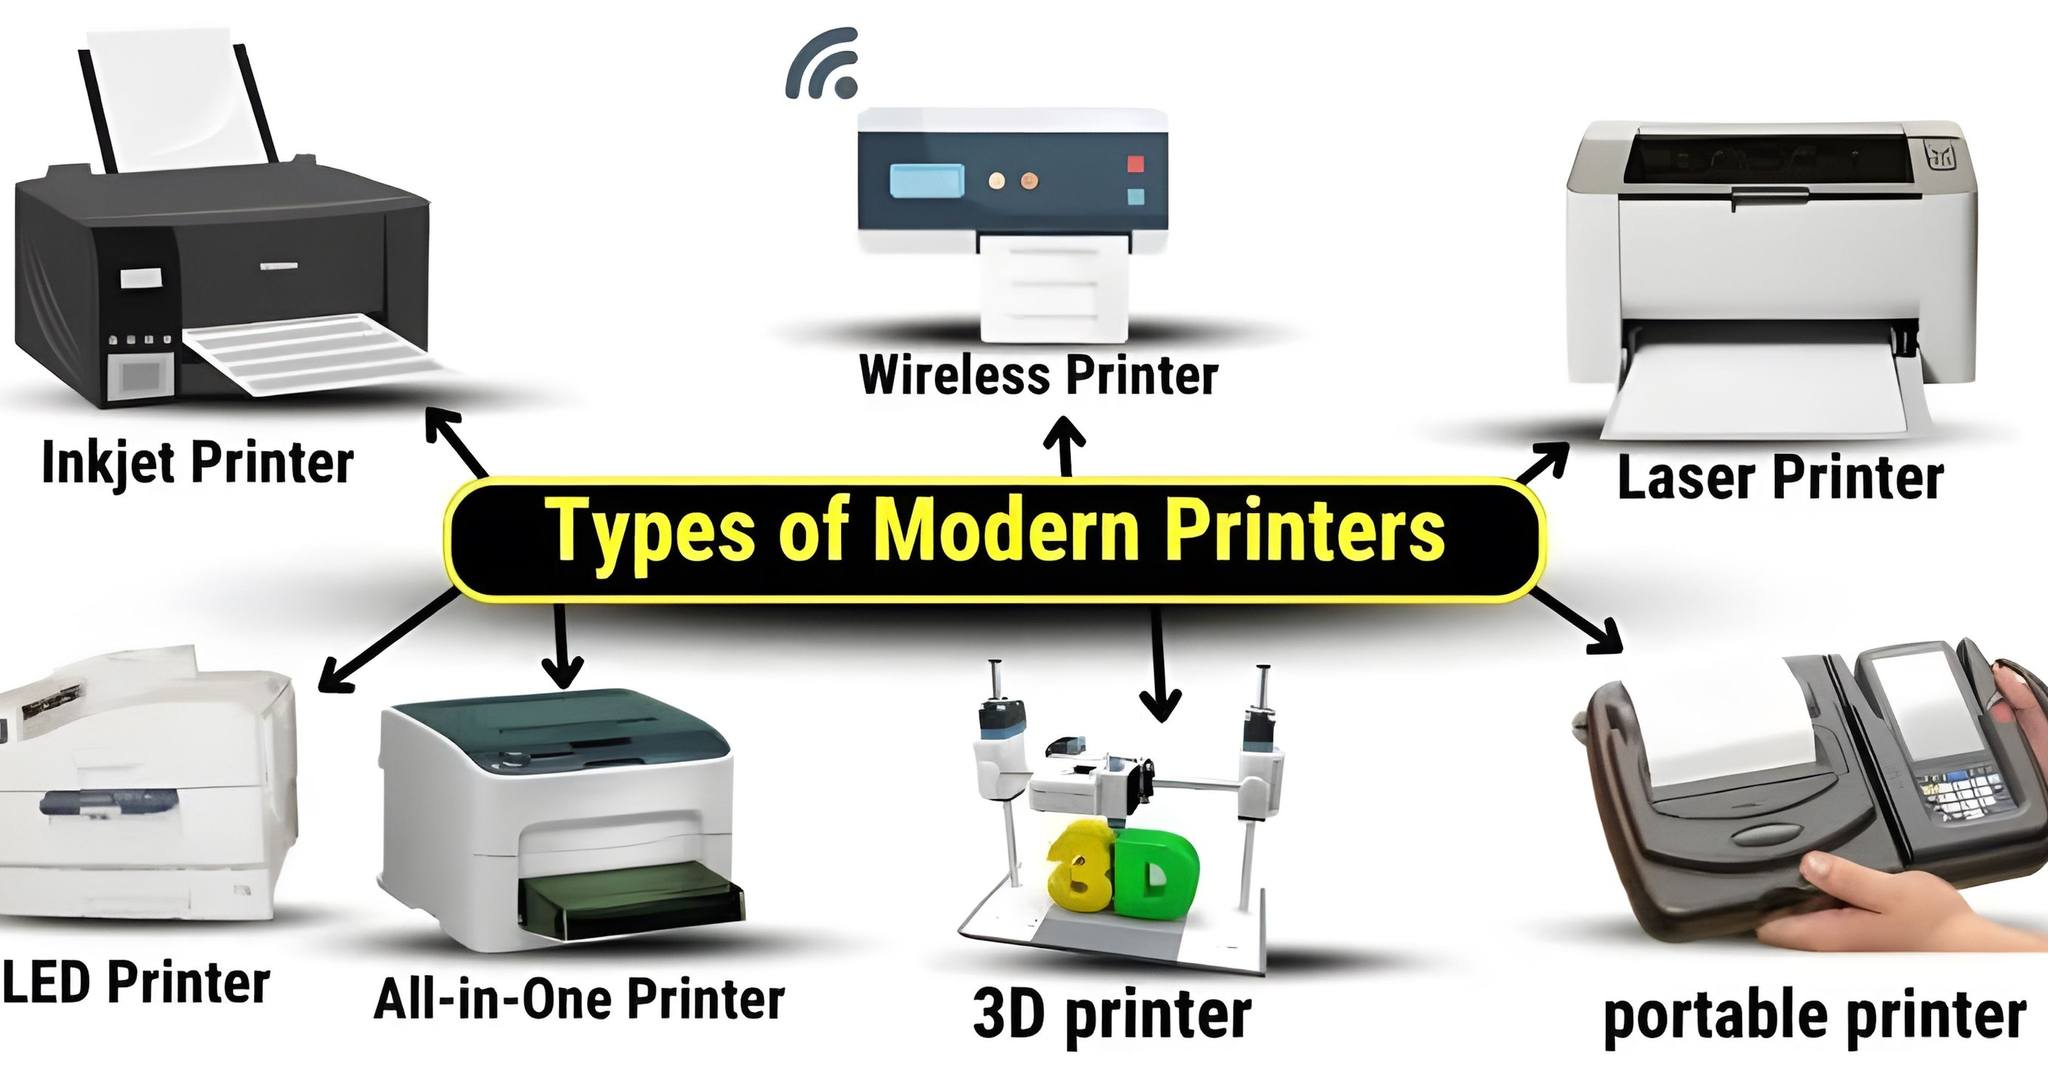 Wireless Printer
Inkjet Printer
Laser Printer
Types of Modern Printers
LED Printer
All-in-One Printer
3D
3D printer
portable printer